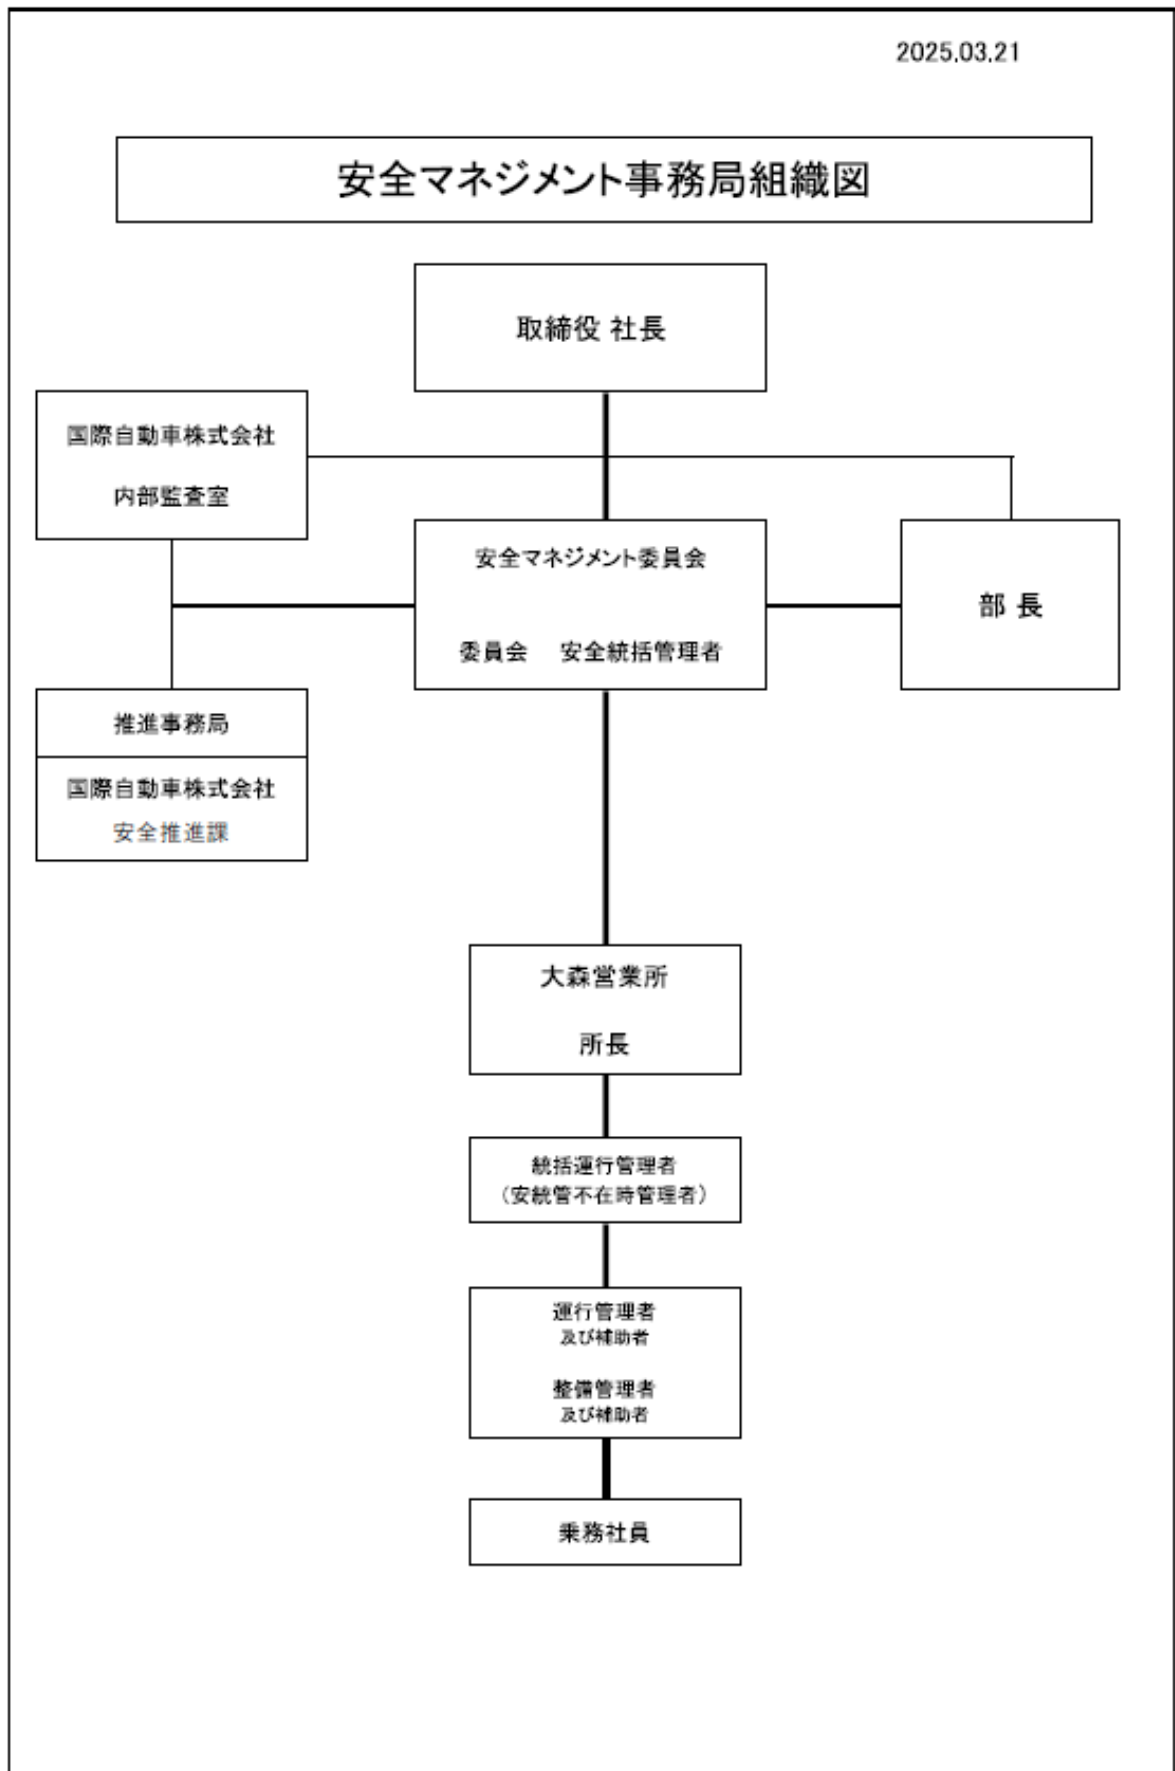 2025.03.21
安全マネジメント事務局組織図
取締役 社長
国際自動車株式会社
内部監査室
安全マネジメント委員会
委員会 安全統括管理者
部 長
推進事務局
国際自動車株式会社
安全推進課
大森営業所
所長
統括運行管理者
（安統管不在時管理者）
運行管理者
及び補助者
整備管理者
及び補助者
乗務社員